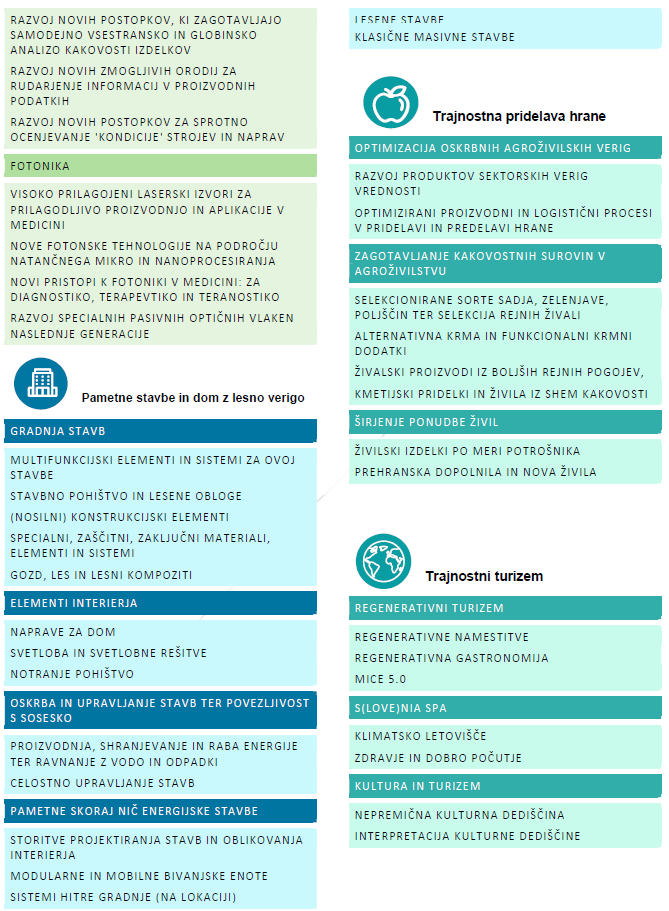 RAZVOJ NOVIH POSTOPKOV, KI ZAGOTAVLJAJO
SAMODEJNO VSESTRANSKO IN GLOBINSKO
ANALIZO KAKOVOSTI IZDELKOV
RAZVOJ NOVIH ZMOGLJIVIH ORODIJ ZA
RUDARJENJE INFORMACIJ V PROIZVODNIH
PODATKIH
RAZVOJ NOVIH POSTOPKOV ZA SPROTNO
OCENJEVANJE 'KONDICIJE' STROJEV IN NAPRAV
FOTONIKA
VISOKO PRILAGOJENI LASERSKI IZVORI ZA
PRILAGODLJIVO PROIZVODNJO IN APLIKACIJE V
MEDICINI
NOVE FOTONSKE TEHNOLOGIJE NA PODROČJU
NATANČNEGA MIKRO IN NANOPROCESIRANJA
NOVI PRISTOPI K FOTONIKI V MEDICINI: ZA
DIAGNOSTIKO, TERAPEVTIKO IN TERANOSTIKO
RAZVOJ SPECIALNIH PASIVNIH OPTIČNIH VLAKEN
NASLEDNJE GENERACIJE
Pametne stavbe in dom z lesno verigo
GRADNJA STAVB
MULTIFUNKCIJSKI ELEMENTI IN SISTEMI ZA OVOJ
STAVBE
STAVBNO POHIŠTVO IN LESENE OBLOGE
(NOSILNI) KONSTRUKCIJSKI ELEMENTI
SPECIALNI, ZAŠČITNI, ZAKLJUČNI MATERIALI,
ELEMENTI IN SISTEMI
GOZD, LES IN LESNI KOMPOZITI
ELEMENTI INTERIERJA
NAPRAVE ZA DOM
SVETLOBA IN SVETLOBNE REŠITVE
NOTRANJE POHIŠTVO
OSKRBA IN UPRAVLJANJE STAVB TER POVEZLJIVOST
S SOSESKO
PROIZVODNJA, SHRANJEVANJE IN RABA ENERGIJE
TER RAVNANJE Z VODO IN ODPADKI
CELOSTNO UPRAVLJANJE STAVB
PAMETNE SKORAJ NIČ ENERGIJSKE STAVBE
STORITVE PROJEKTIRANJA STAVB IN OBLIKOVANJA
INTERIERJA
MODULARNE IN MOBILNE BIVANJSKE ENOTE
SISTEMI HITRE GRADNJE (NA LOKACIJI)
LESENE STAVBE
KLASIČNE MASIVNE STAVBE
Trajnostna pridelava hrane
OPTIMIZACIJA OSKRBNIH AGROŽIVILSKIH VERIG
RAZVOJ PRODUKTOV SEKTORSKIH VERIG
VREDNOSTI
OPTIMIZIRANI PROIZVODNI IN LOGISTIČNI PROCESI
V PRIDELAVI IN PREDELAVI HRANE
ZAGOTAVLJANJE KAKOVOSTNIH SUROVIN V
AGROŽIVILSTVU
SELEKCIONIRANE SORTE SADJA, ZELENJAVE,
POLJŠČIN TER SELEKCIJA REJNIH ŽIVALI
ALTERNATIVNA KRMA IN FUNKCIONALNI KRMNI
DODATKI
ŽIVALSKI PROIZVODI IZ BOLJŠIH REJNIH POGOJEV,
KMETIJSKI PRIDELKI IN ŽIVILA IZ SHEM KAKOVOSTI
ŠIRJENJE PONUDBE ŽIVIL
ŽIVILSKI IZDELKI PO MERI POTROŠNIKA
PREHRANSKA DOPOLNILA IN NOVA ŽIVILA
Trajnostni turizem
REGENERATIVNI TURIZEM
REGENERATIVNE NAMESTITVE
REGENERATIVNA GASTRONOMIJA
MICE 5.0
S(LOVE)NIA SPA
KLIMATSKO LETOVIŠČE
ZDRAVJE IN DOBRO POČUTJE
KULTURA IN TURIZEM
NEPREMIČNA KULTURNA DEDIŠČINA
INTERPRETACIJA KULTURNE DEDIŠČINE